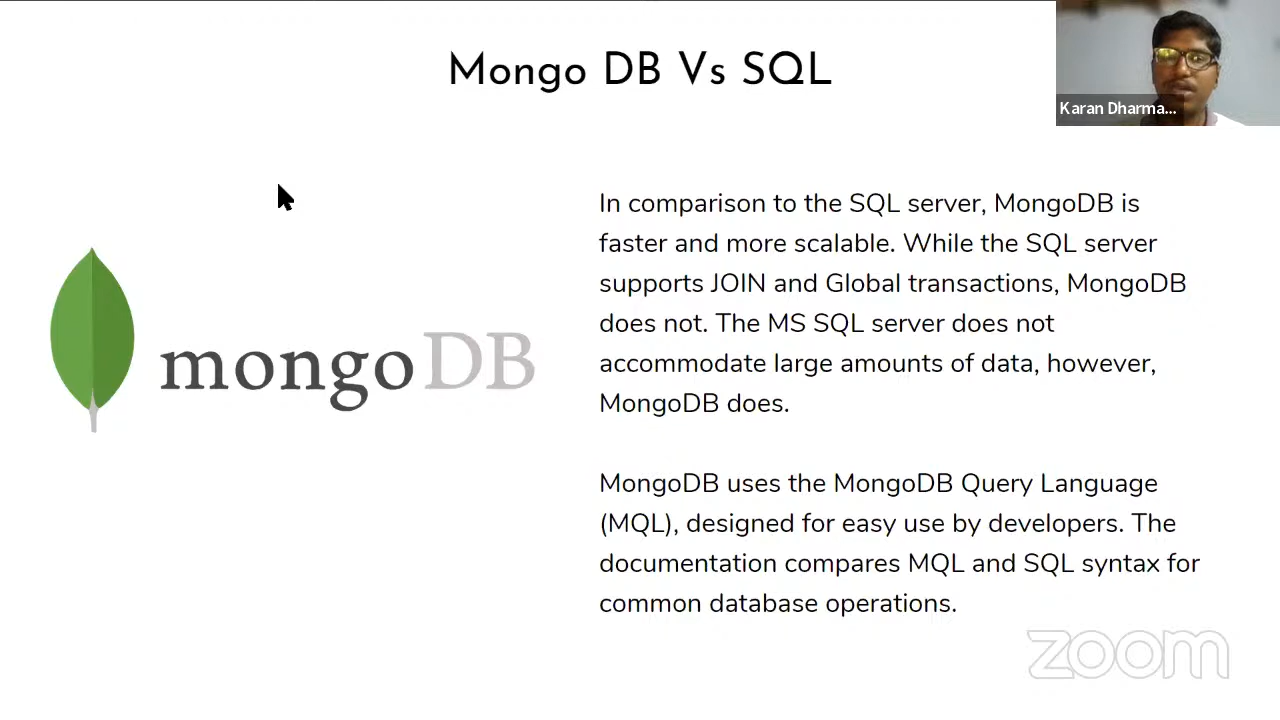 Mongo DB Vs SQL
Karan Dharma...
In comparison to the SQL server, MongoDB is
faster and more scalable. While the SQL server
supports JOIN and Global transactions, MongoDB
does not. The MS SQL server does not
accommodate large amounts of data, however,
MongoDB does.
mongoDB
MongoDB uses the MongoDB Query Language
(MQL), designed for easy use by developers. The
documentation compares MQL and SQL syntax for
common database operations.
zoom